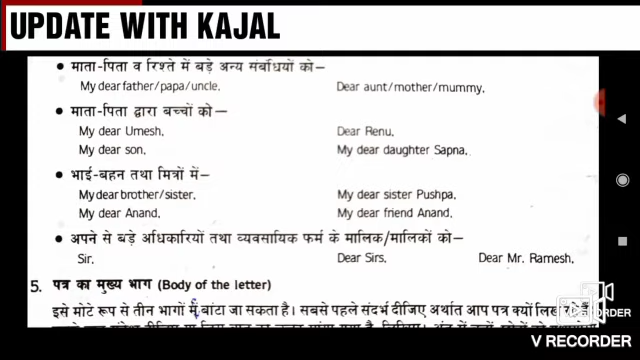 UPDATE WITH KAJAL
• माता-पिता व रिश्ते में बड़े अन्य संबंधियों को—
My dear father/papa/uncle, Dear aunt/mother/mummy,
• माता-पिता द्वारा बच्चों को—
My dear Umesh, Dear Renu,
My dear son, My dear daughter Sapna,
• भाई-बहन तथा मित्रों में—
My dear brother/sister, My dear sister Pushpa,
My dear Anand, My dear friend Anand,
• अपने से बड़े अधिकारियों तथा व्यवसायिक फर्म के मालिक/मालिकों को—
Sir, Dear Sirs, Dear Mr. Ramesh,
5. पत्र का मुख्य भाग (Body of the letter)
इसे मोटे रूप से तीन भागों में बांटा जा सकता है। सबसे पहले संदर्भ दीजिए अर्थात आप पत्र क्यों
V RECORDER